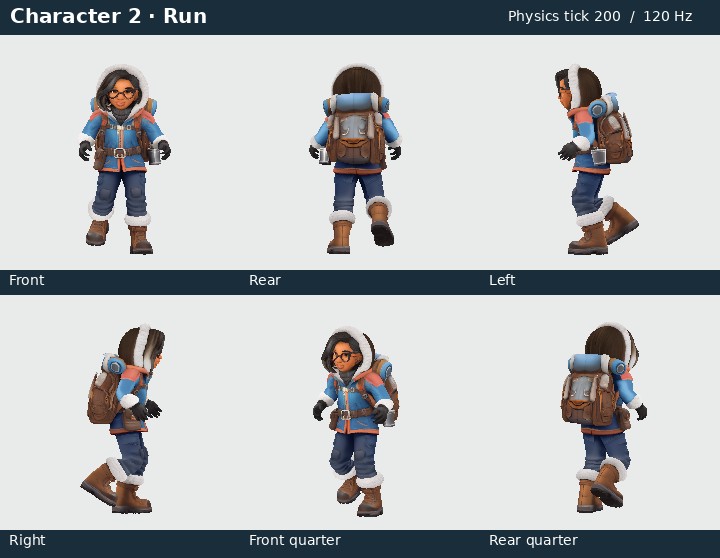 Character 2 · Run
Physics tick 200 / 120 Hz
Front
Rear
Left
Right
Front quarter
Rear quarter